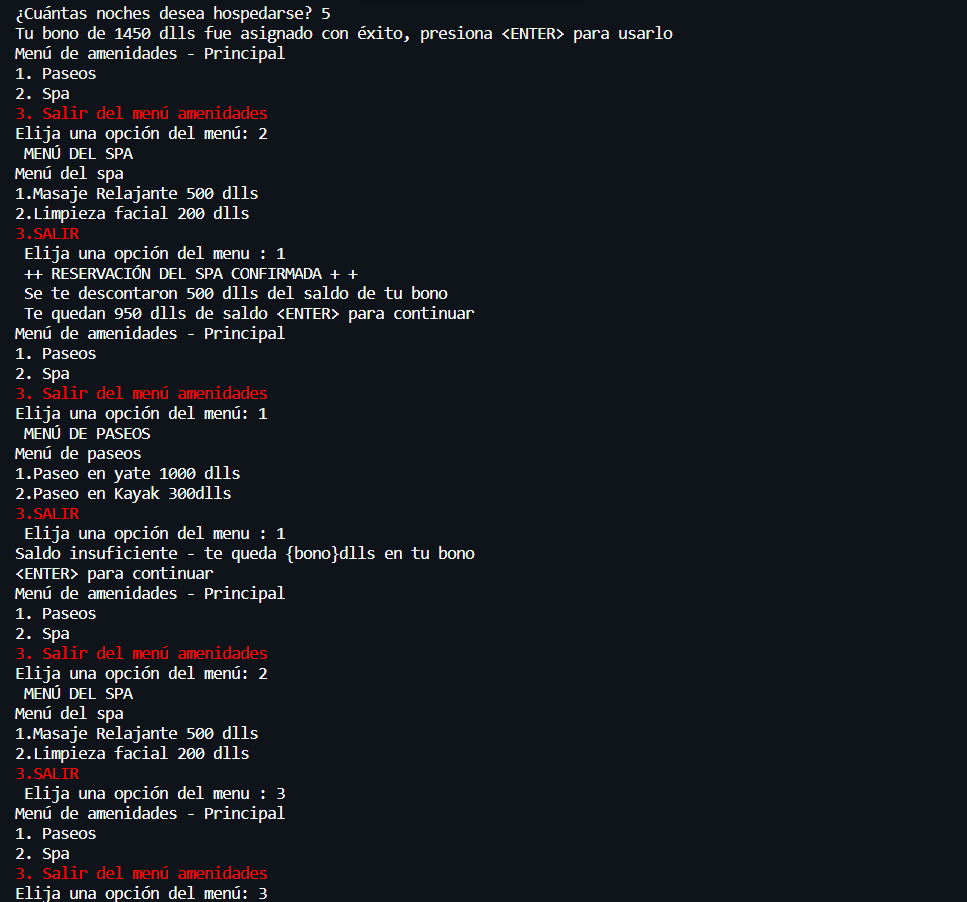 ¿Cuántas noches desea hospedarse? 5
Tu bono de 1450 dlls fue asignado con éxito, presiona <ENTER> para usarlo
Menú de amenidades - Principal
1. Paseos
2. Spa
3. Salir del menú amenidades
Elija una opción del menú: 2
 MENÚ DEL SPA
Menú del spa
1.Masaje Relajante 500 dlls
2.Limpieza facial 200 dlls
3.SALIR
 Elija una opción del menu : 1
 ++ RESERVACIÓN DEL SPA CONFIRMADA + +
 Se te descontaron 500 dlls del saldo de tu bono
 Te quedan 950 dlls de saldo <ENTER> para continuar
Menú de amenidades - Principal
1. Paseos
2. Spa
3. Salir del menú amenidades
Elija una opción del menú: 1
 MENÚ DE PASEOS
Menú de paseos
1.Paseo en yate 1000 dlls
2.Paseo en Kayak 300dlls
3.SALIR
 Elija una opción del menu : 1
Saldo insuficiente - te queda {bono}dlls en tu bono
<ENTER> para continuar
Menú de amenidades - Principal
1. Paseos
2. Spa
3. Salir del menú amenidades
Elija una opción del menú: 2
 MENÚ DEL SPA
Menú del spa
1.Masaje Relajante 500 dlls
2.Limpieza facial 200 dlls
3.SALIR
 Elija una opción del menu : 3
Menú de amenidades - Principal
1. Paseos
2. Spa
3. Salir del menú amenidades
Elija una opción del menú: 3